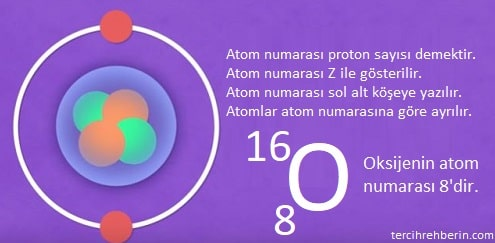 Atom numarası proton sayısı demektir.
Atom numarası Z ile gösterilir.
Atom numarası sol alt köşeye yazılır.
Atomlar atom numarasına göre ayrılır.
16
O
8
Oksijenin atom
numarası 8'dir.
tercihrehberin.com